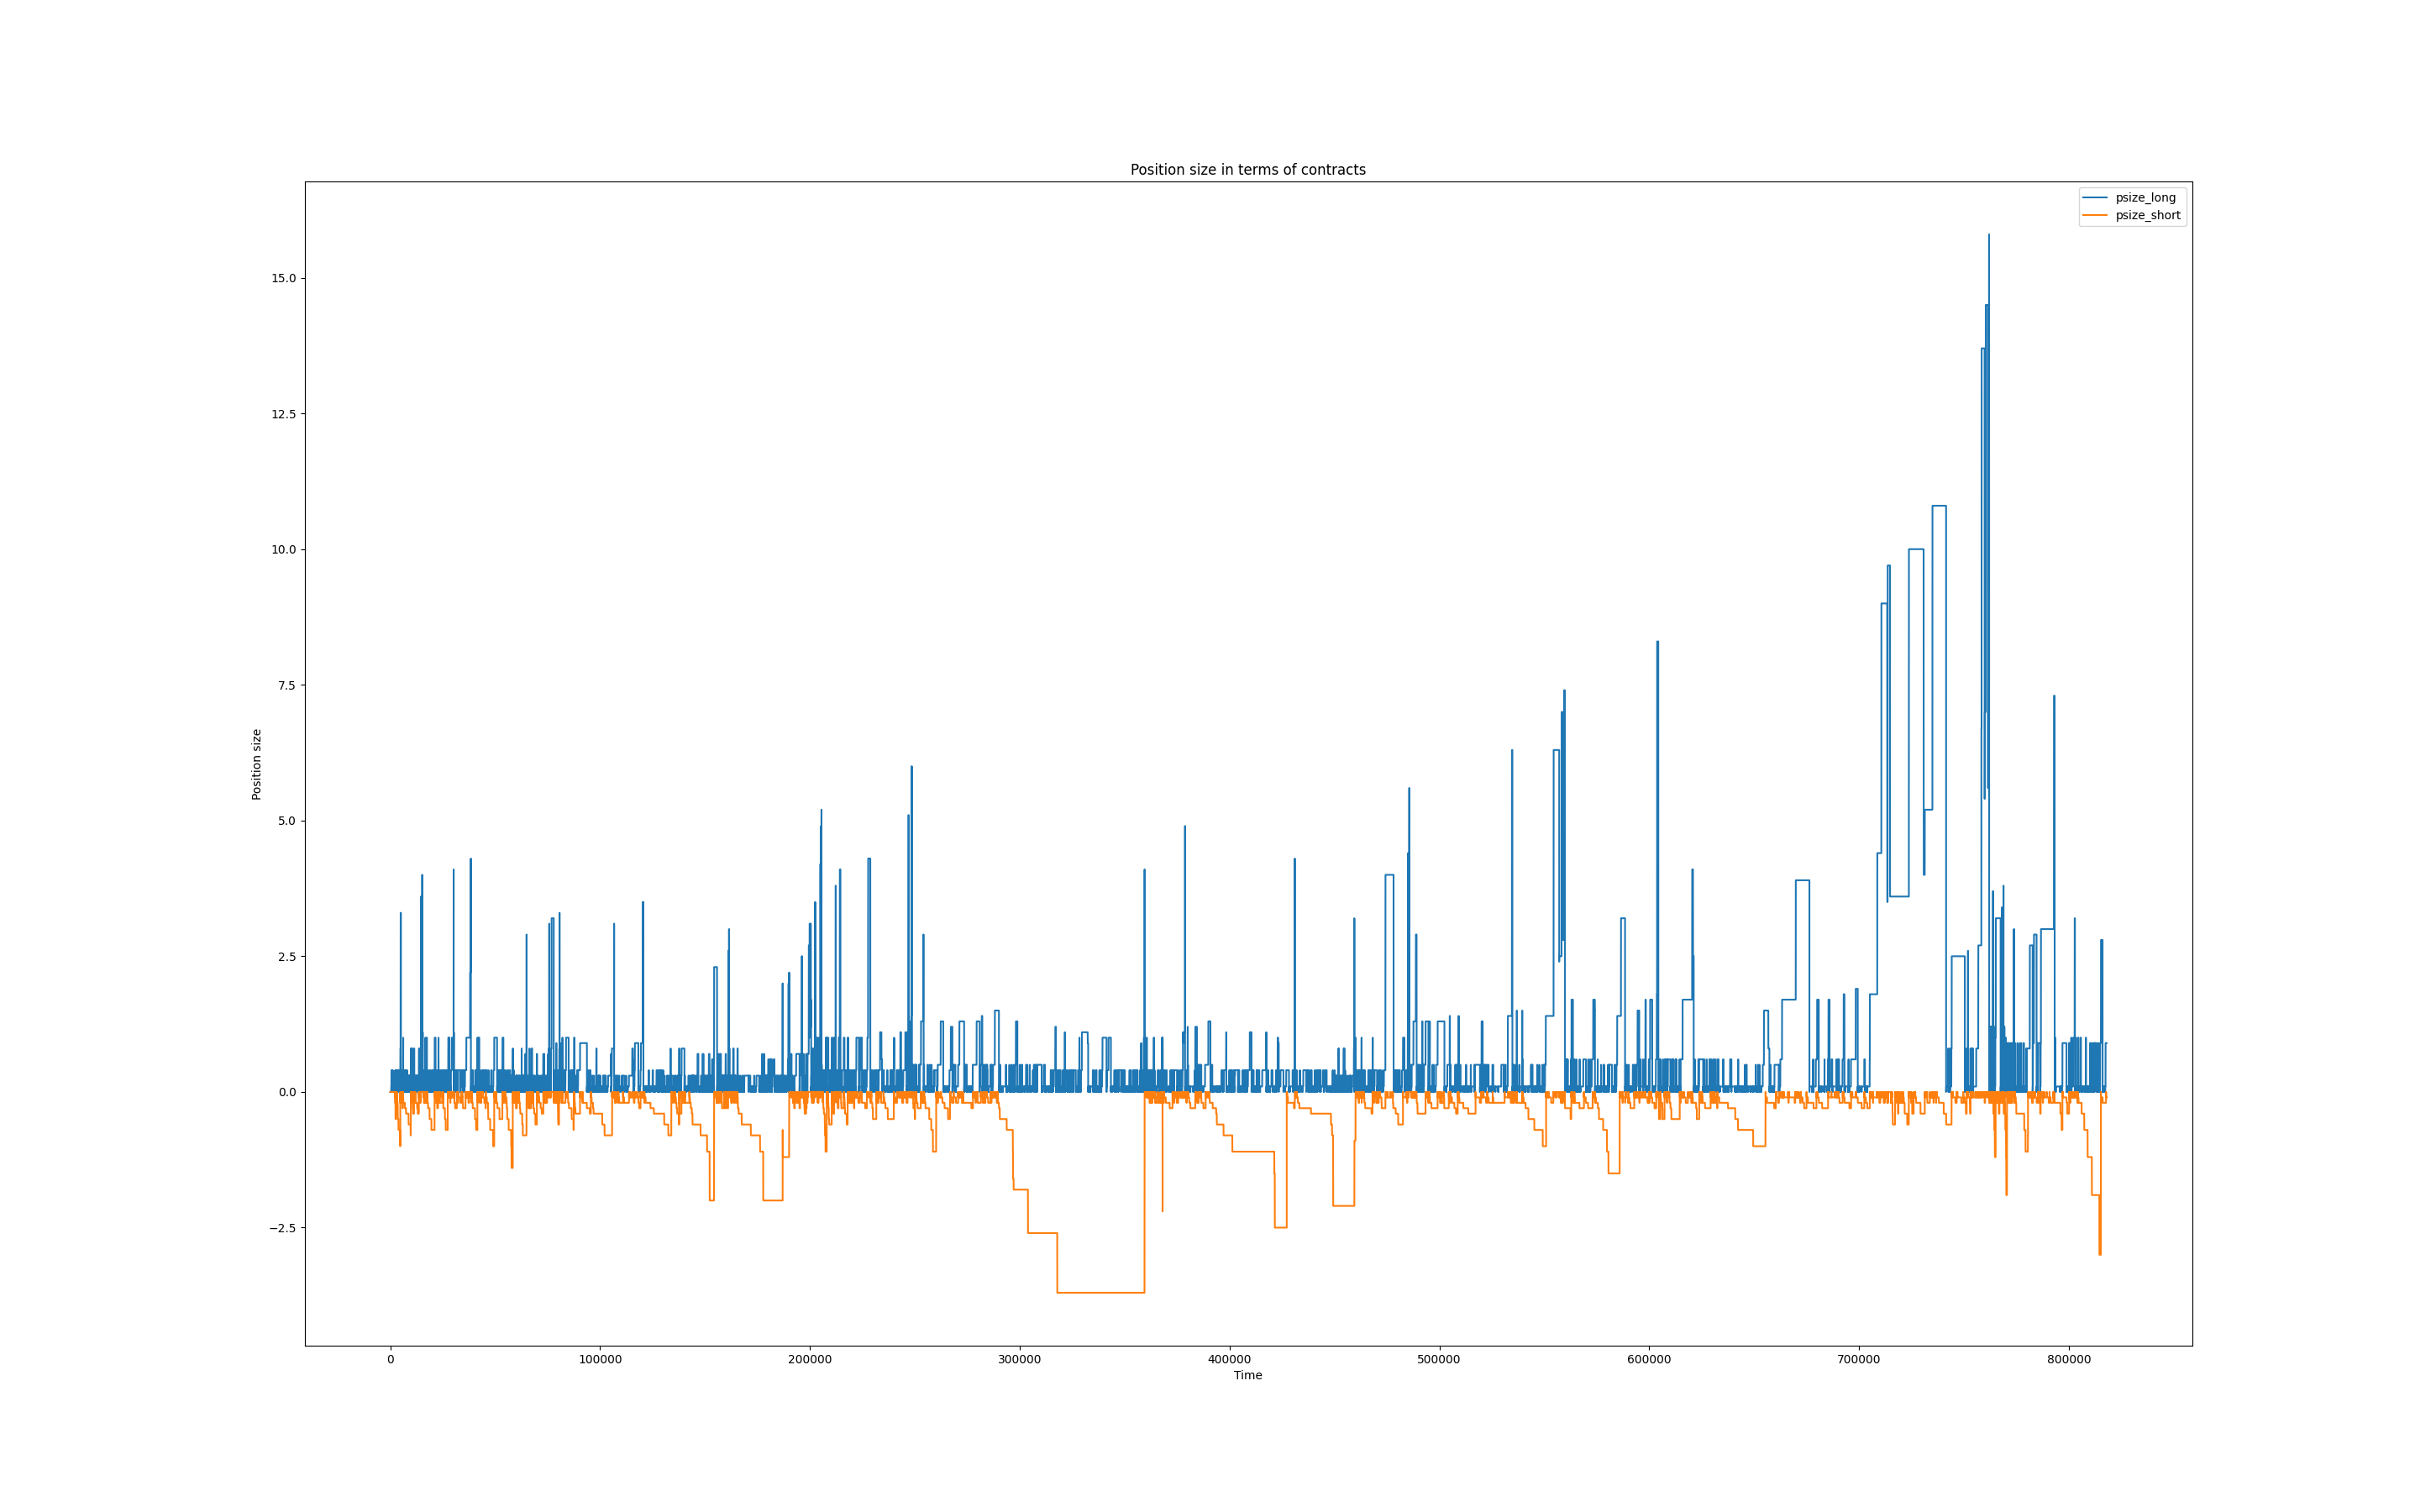 Position size in terms of contracts
psize_long
psize_short
15.0
12.5
10.0
7.5
5.0
2.5
0.0
−2.5
Position size
0 100000 200000 300000 400000 500000 600000 700000 800000
Time